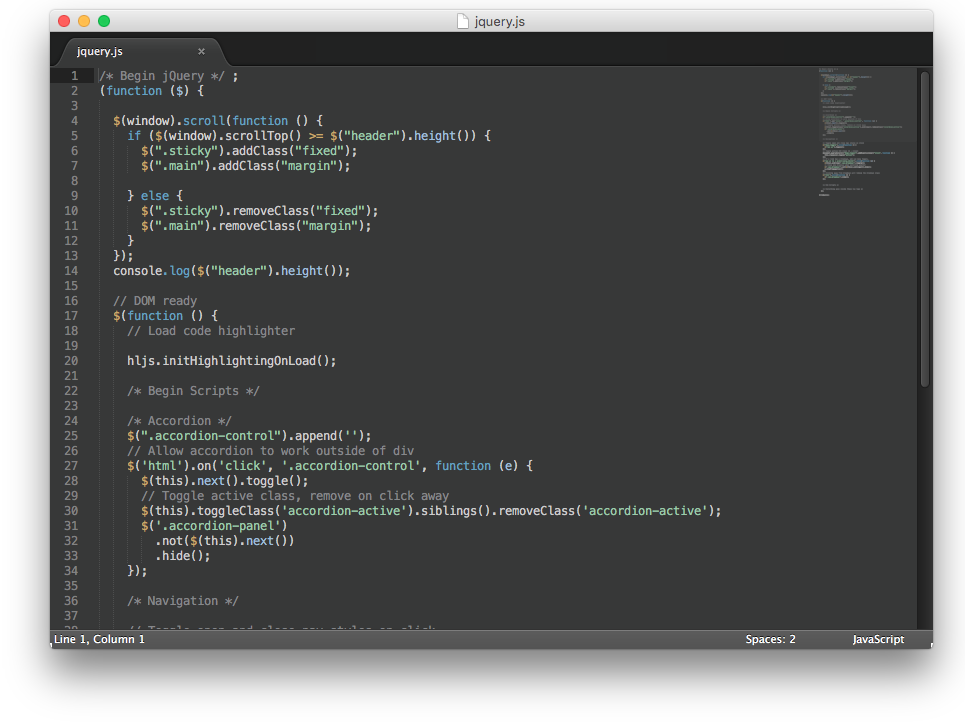 jquery.js
jquery.js ×
1 /* Begin jQuery */ ;
2 (function ($) {
3
4 $(window).scroll(function () {
5 if ($(window).scrollTop() >= $("header").height()) {
6 $(".sticky").addClass("fixed");
7 $(".main").addClass("margin");
8
9 } else {
10 $(".sticky").removeClass("fixed");
11 $(".main").removeClass("margin");
12 }
13 });
14 console.log($("header").height());
15
16 // DOM ready
17 $(function () {
18 // Load code highlighter
19
20 hljs.initHighlightingOnLoad();
21
22 /* Begin Scripts */
23
24 /* Accordion */
25 $(".accordion-control").append('');
26 // Allow accordion to work outside of div
27 $('html').on('click', '.accordion-control', function (e) {
28 $(this).next().toggle();
29 // Toggle active class, remove on click away
30 $(this).toggleClass('accordion-active').siblings().removeClass('accordion-active');
31 $('.accordion-panel')
32 .not($(this).next())
33 .hide();
34 });
35
36 /* Navigation */
37
Line 1, Column 1 Spaces: 2 JavaScript